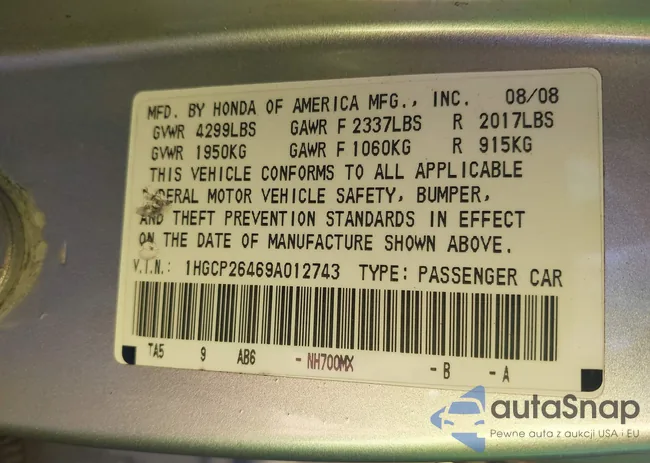 MFD. BY HONDA OF AMERICA MFG., INC. 08/08
GVWR 4299LBS GAWR F 2337LBS R 2017LBS
GVWR 1950KG GAWR F 1060KG R 915KG
THIS VEHICLE CONFORMS TO ALL APPLICABLE
FEDERAL MOTOR VEHICLE SAFETY, BUMPER,
AND THEFT PREVENTION STANDARDS IN EFFECT
ON THE DATE OF MANUFACTURE SHOWN ABOVE.
V.I.N.: 1HGCP26469A012743 TYPE: PASSENGER CAR
TA5 9 AB6 - NH700MX - B - A
autoSnap
Pewne auta z aukcji USA i EU